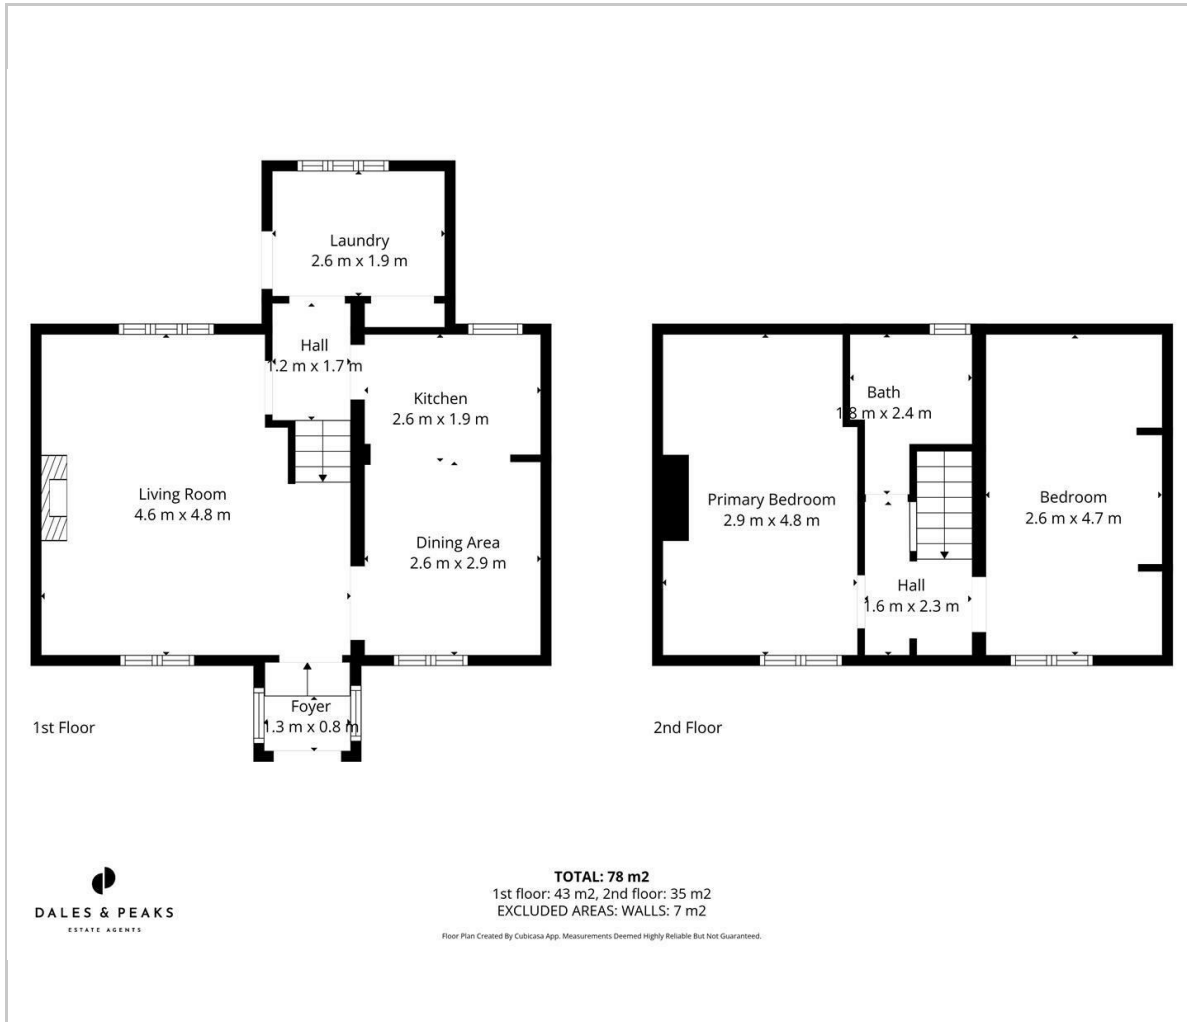 Laundry
2.6 m x 1.9 m
Hall
1.2 m x 1.7 m
Kitchen
2.6 m x 1.9 m
Living Room
4.6 m x 4.8 m
Dining Area
2.6 m x 2.9 m
Foyer
1.3 m x 0.8 m
1st Floor
Bath
1.8 m x 2.4 m
Primary Bedroom
2.9 m x 4.8 m
Bedroom
2.6 m x 4.7 m
Hall
1.6 m x 2.3 m
2nd Floor
DALES & PEAKS
ESTATE AGENTS
TOTAL: 78 m2
1st floor: 43 m2, 2nd floor: 35 m2
EXCLUDED AREAS: WALLS: 7 m2
Floor Plan Created By Cubicasa App. Measurements Deemed Highly Reliable But Not Guaranteed.